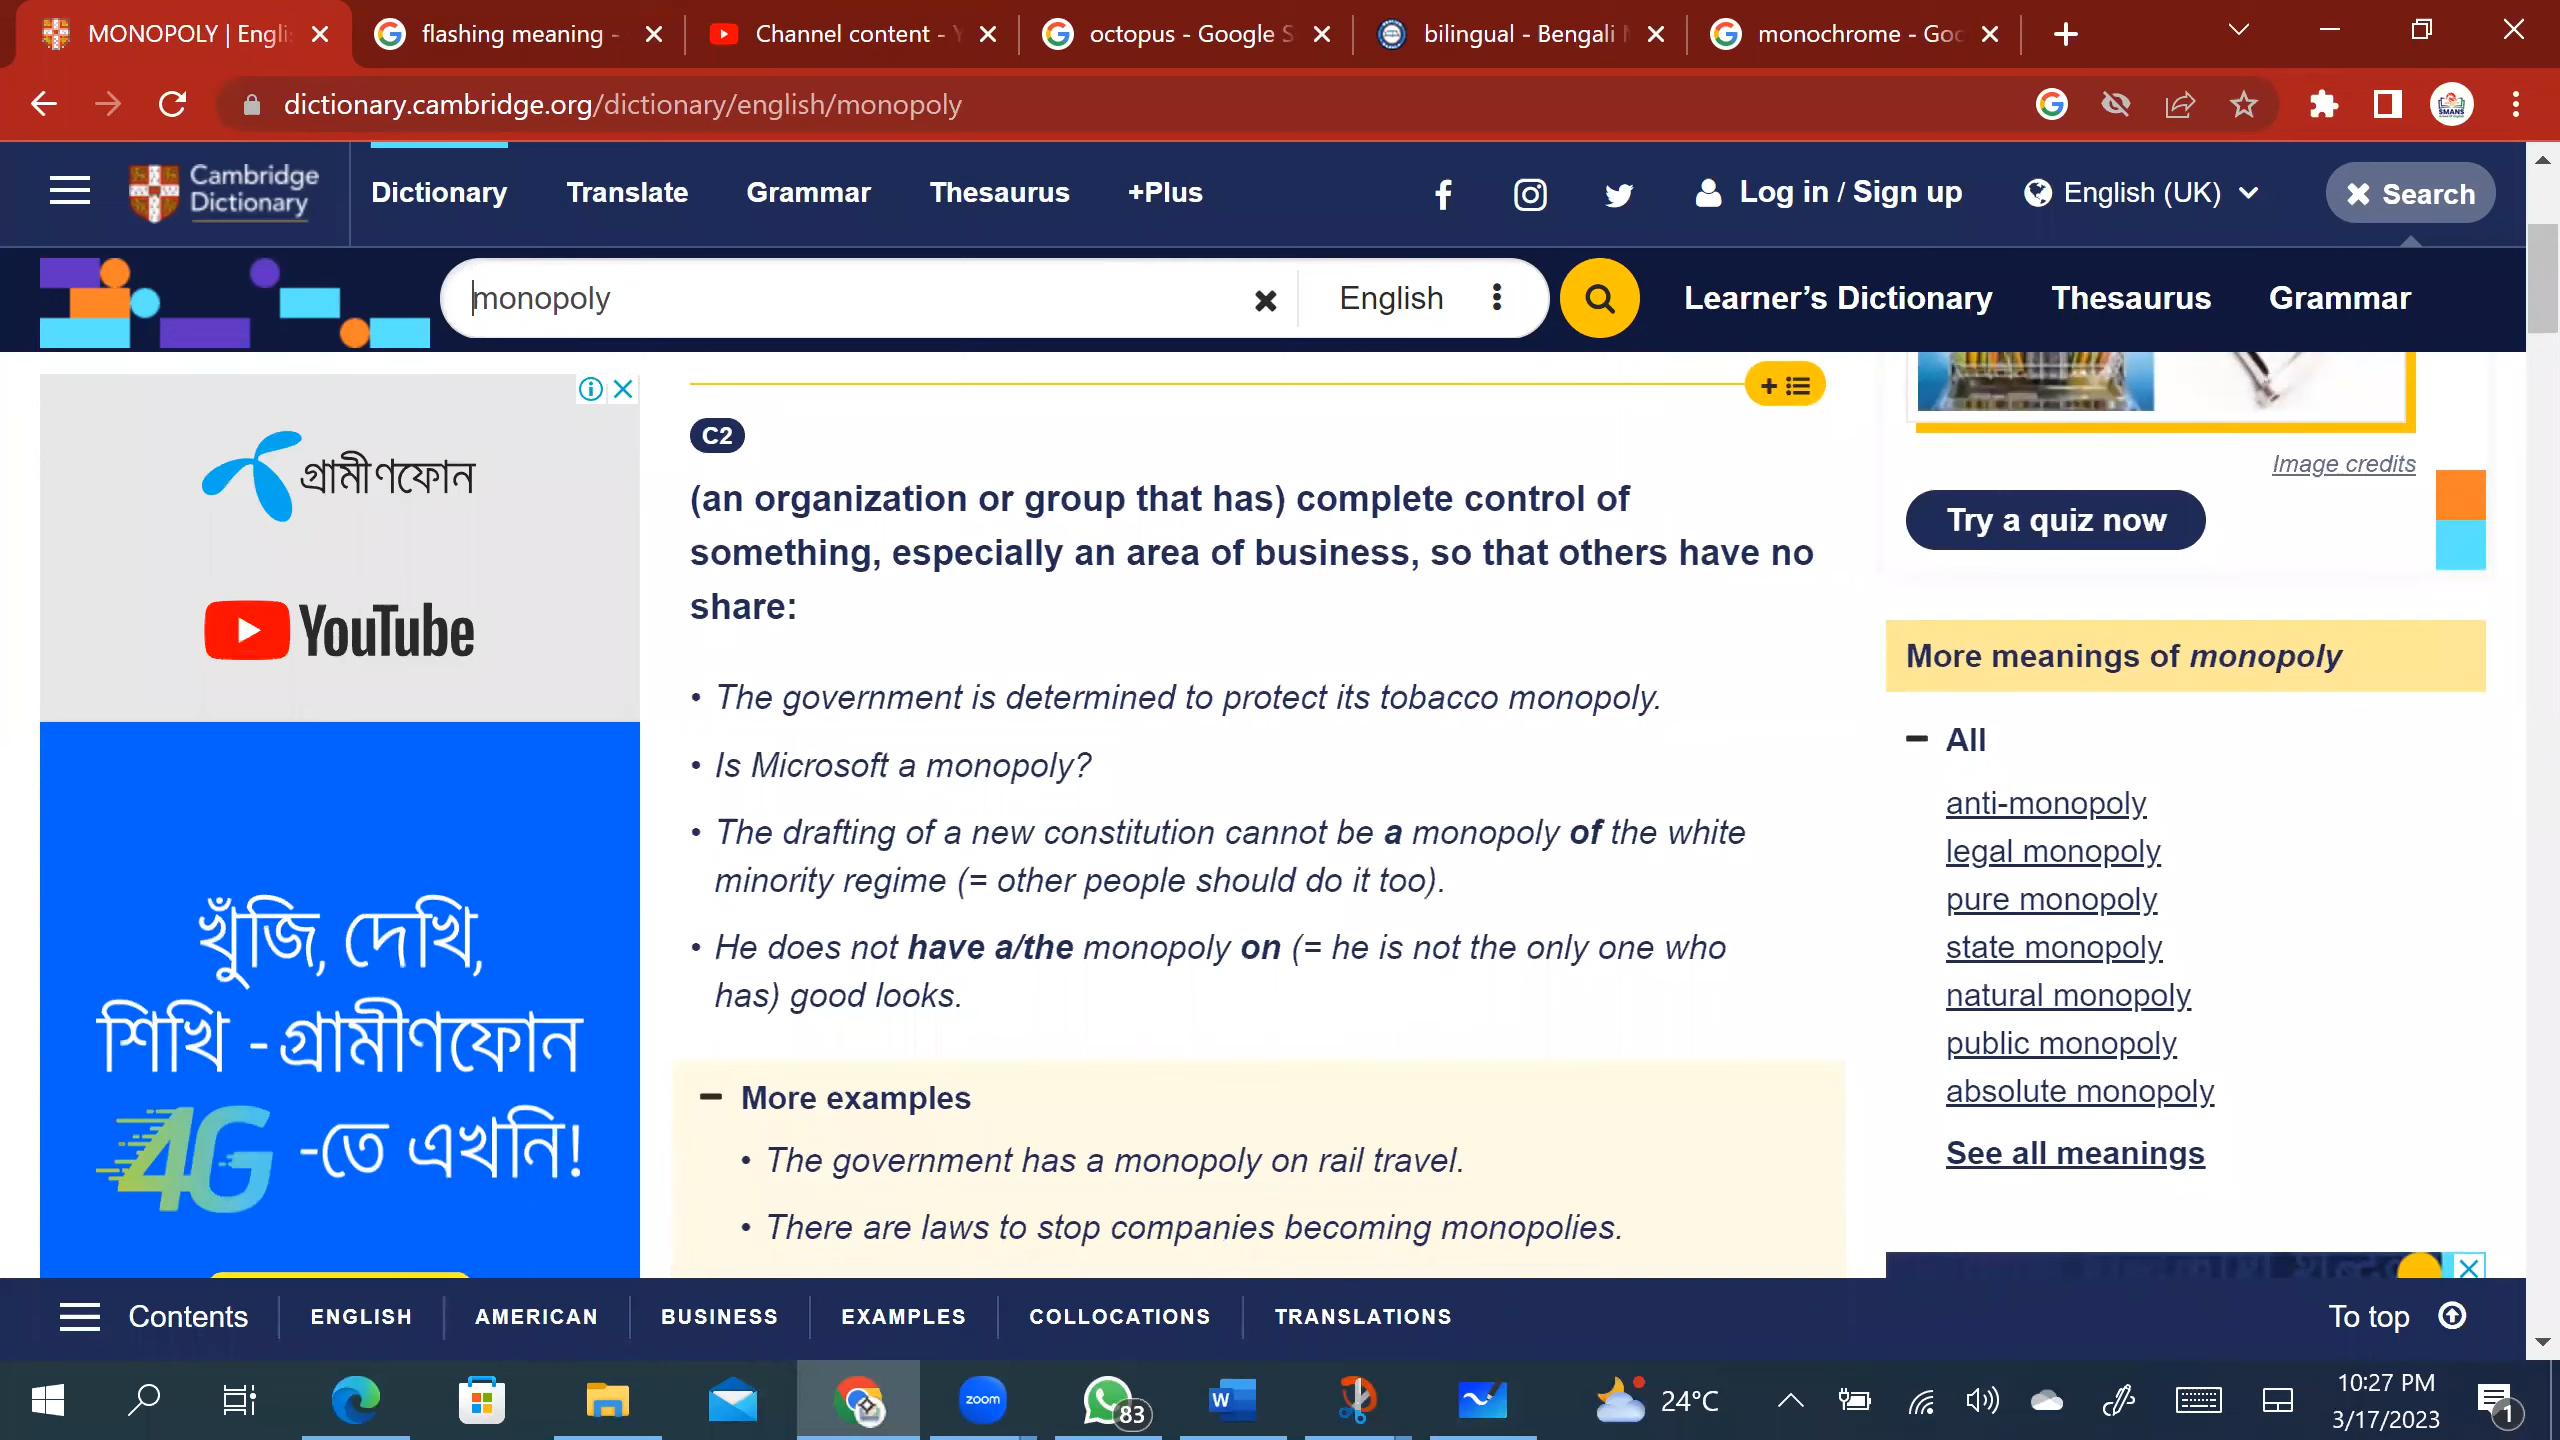 MONOPOLY | Engli
flashing meaning -
Channel content -
octopus - Google S
bilingual - Bengali
monochrome - Goo
dictionary.cambridge.org/dictionary/english/monopoly
SMANS
Cambridge
Dictionary
Dictionary
Translate
Grammar
Thesaurus
+Plus
Log in / Sign up
English (UK)
Search
monopoly
English
Learner's Dictionary
Thesaurus
Grammar
গ্রামীণফোন
YouTube
খুঁজি, দেখি,
শিখি -গ্রামীণফোন
4G -তে এখনি!
C2
(an organization or group that has) complete control of
something, especially an area of business, so that others have no
share:
• The government is determined to protect its tobacco monopoly.
• Is Microsoft a monopoly?
• The drafting of a new constitution cannot be a monopoly of the white
minority regime (= other people should do it too).
• He does not have a/the monopoly on (= he is not the only one who
has) good looks.
More examples
• The government has a monopoly on rail travel.
• There are laws to stop companies becoming monopolies.
Image credits
Try a quiz now
More meanings of monopoly
All
anti-monopoly
legal monopoly
pure monopoly
state monopoly
natural monopoly
public monopoly
absolute monopoly
See all meanings
Contents
ENGLISH
AMERICAN
BUSINESS
EXAMPLES
COLLOCATIONS
TRANSLATIONS
To top
zoom
83
W
24°C
10:27 PM
3/17/2023
1